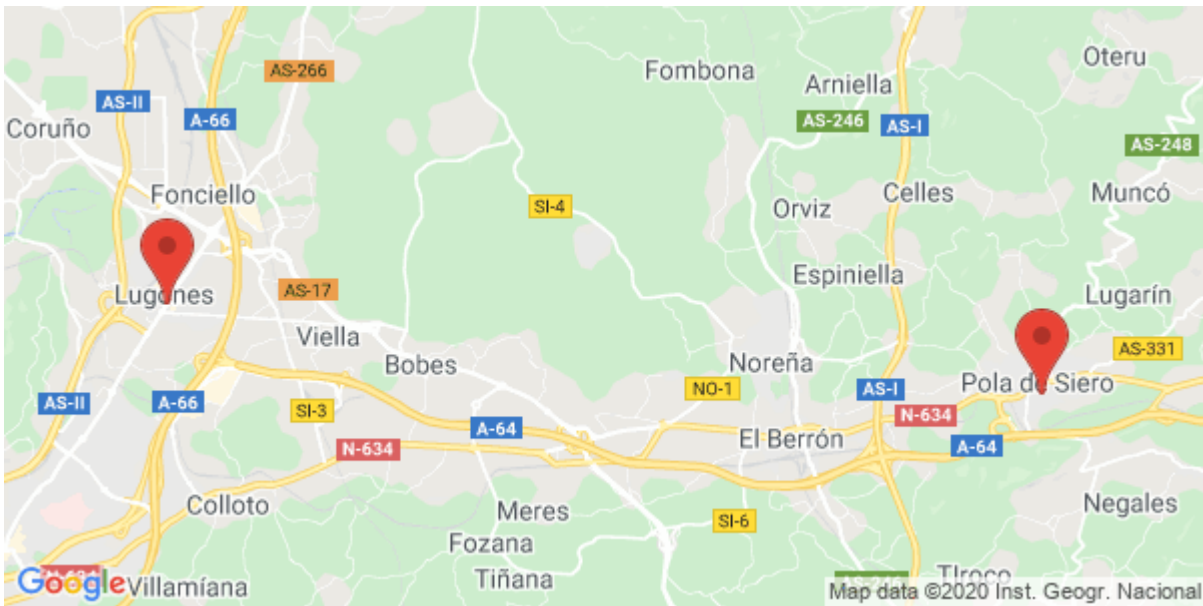 Oteru
Fombona
AS-266
Arniella
AS-II
A-66
AS-246
AS-I
Coruño
AS-248
Fonciello
Celles
Muncó
SI-4
Orviz
Espiniella
AS-17
Lugones
Lugarín
Viella
AS-331
Bobes
Noreña
Pola de Siero
NO-1
AS-I
AS-II
A-66
SI-3
N-634
A-64
El Berrón
N-634
A-64
Colloto
Meres
Negales
SI-6
Fozana
Tiñana
TIroco
Google
Villamíana
Map data ©2020 Inst. Geogr. Nacional